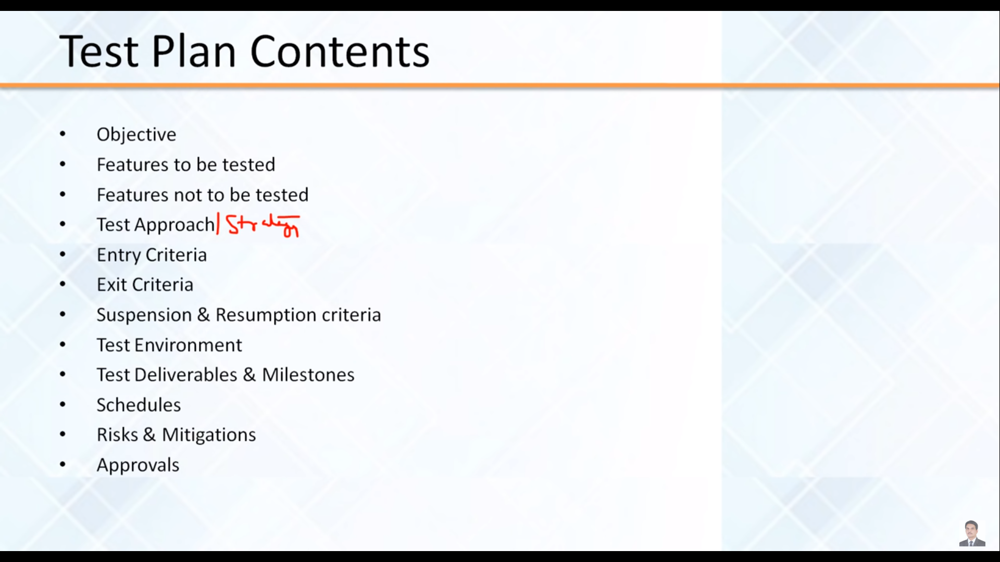 Test Plan Contents
• Objective
• Features to be tested
• Features not to be tested
• Test Approach/Strategy
• Entry Criteria
• Exit Criteria
• Suspension & Resumption criteria
• Test Environment
• Test Deliverables & Milestones
• Schedules
• Risks & Mitigations
• Approvals